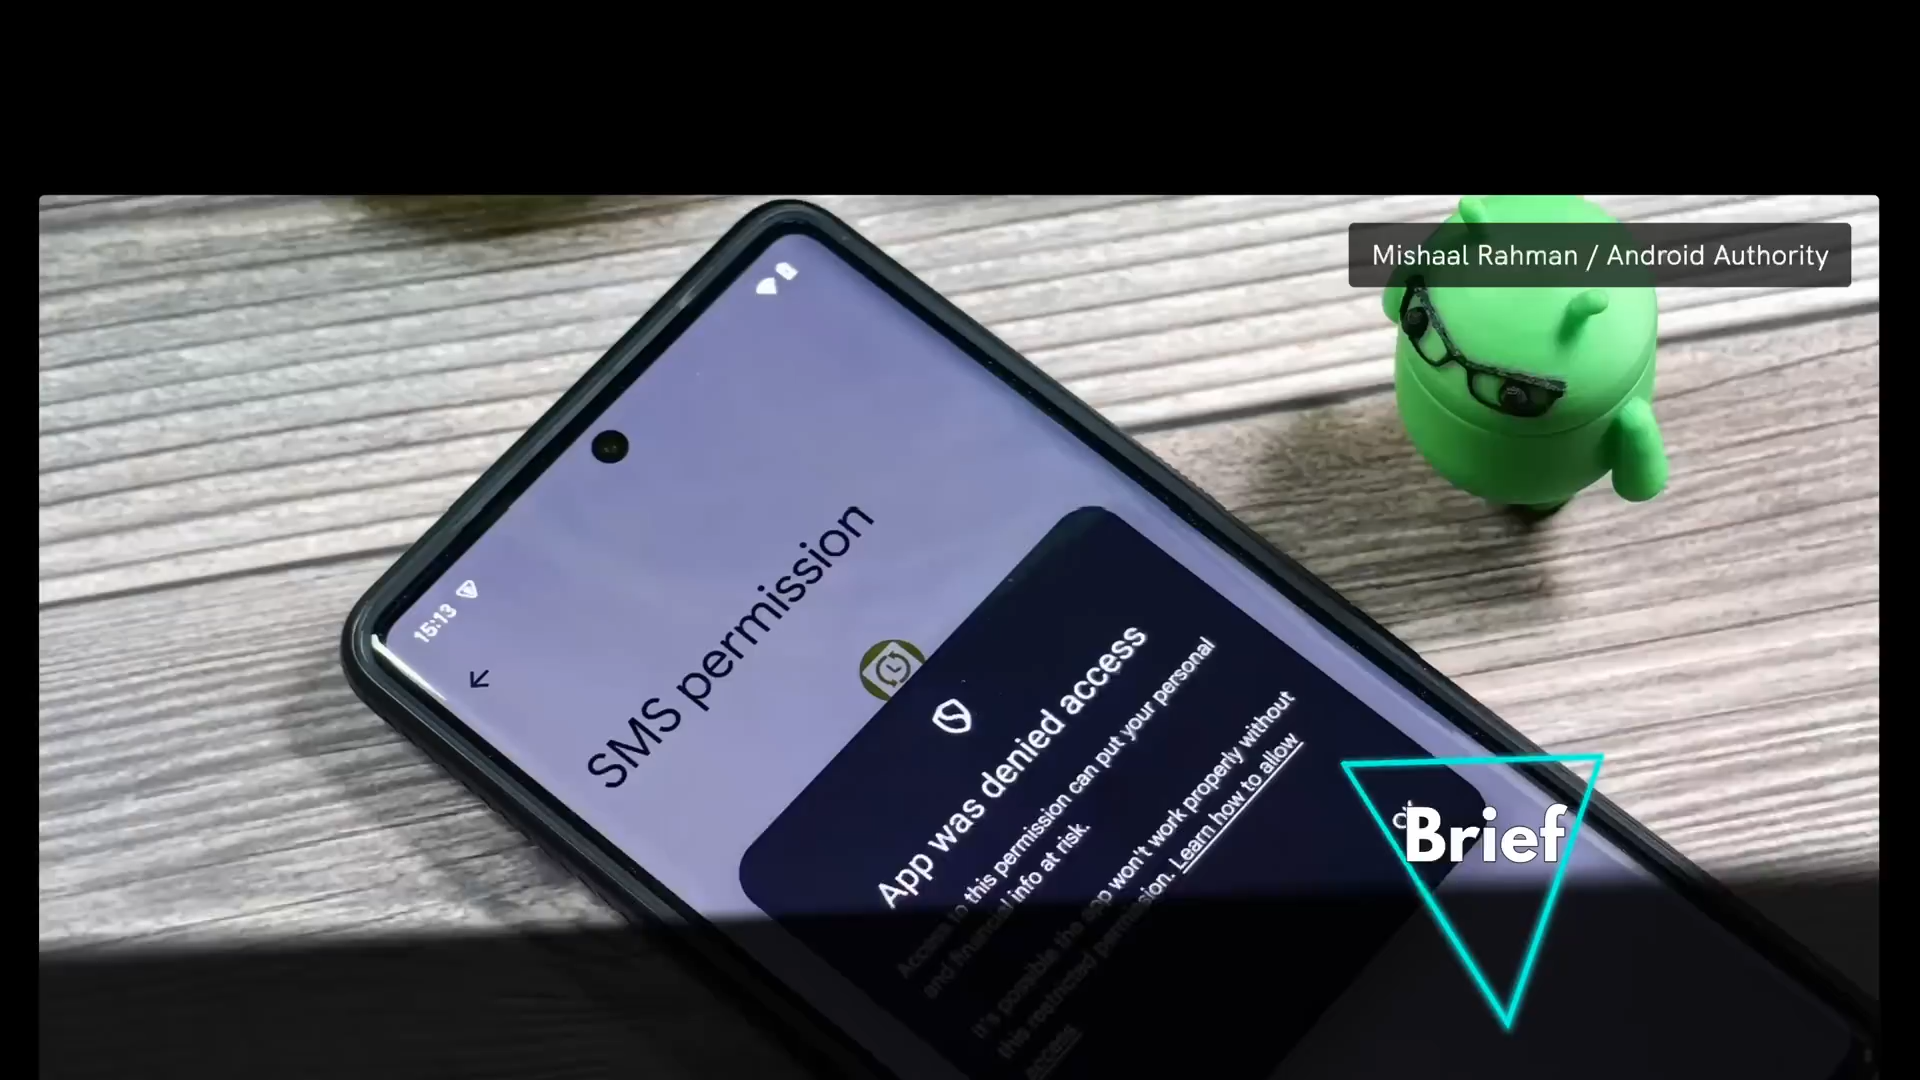 Mishaal Rahman / Android Authority
15:13
SMS permission
App was denied access
Access to this permission can put your personal
and financial info at risk.
It's possible the app won't work properly without
this restricted permission. Learn how to allow
access
OK
Brief